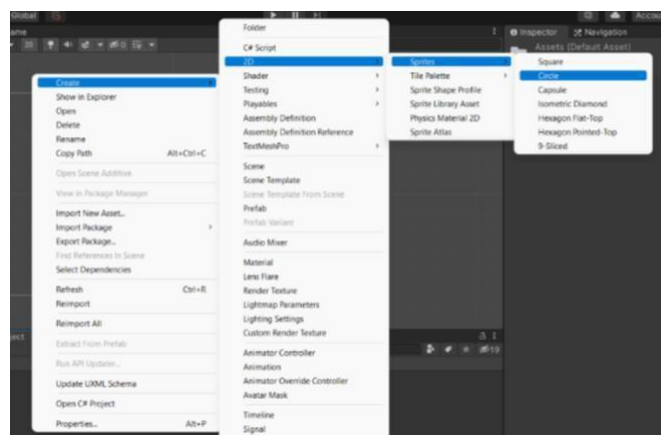 Global
Accou
ame
Inspector
Navigation
Assets (Default Asset)
20
Create
Show in Explorer
Open
Delete
Rename
Copy Path Alt+Ctrl+C
Open Scene Additive
View in Package Manager
Import New Asset...
Import Package
Export Package...
Find References In Scene
Select Dependencies
Refresh Ctrl+R
Reimport
Reimport All
Extract From Prefab
Run API Updater...
Update UXML Schema
Open C# Project
Properties... Alt+P
Folder
C# Script
2D
Shader
Testing
Playables
Assembly Definition
Assembly Definition Reference
TextMeshPro
Scene
Scene Template
Scene Template From Scene
Prefab
Prefab Variant
Audio Mixer
Material
Lens Flare
Render Texture
Lightmap Parameters
Lighting Settings
Custom Render Texture
Animator Controller
Animation
Animator Override Controller
Avatar Mask
Timeline
Signal
Sprites
Tile Palette
Sprite Shape Profile
Sprite Library Asset
Physics Material 2D
Sprite Atlas
Square
Circle
Capsule
Isometric Diamond
Hexagon Flat-Top
Hexagon Pointed-Top
9-Sliced
ject
19